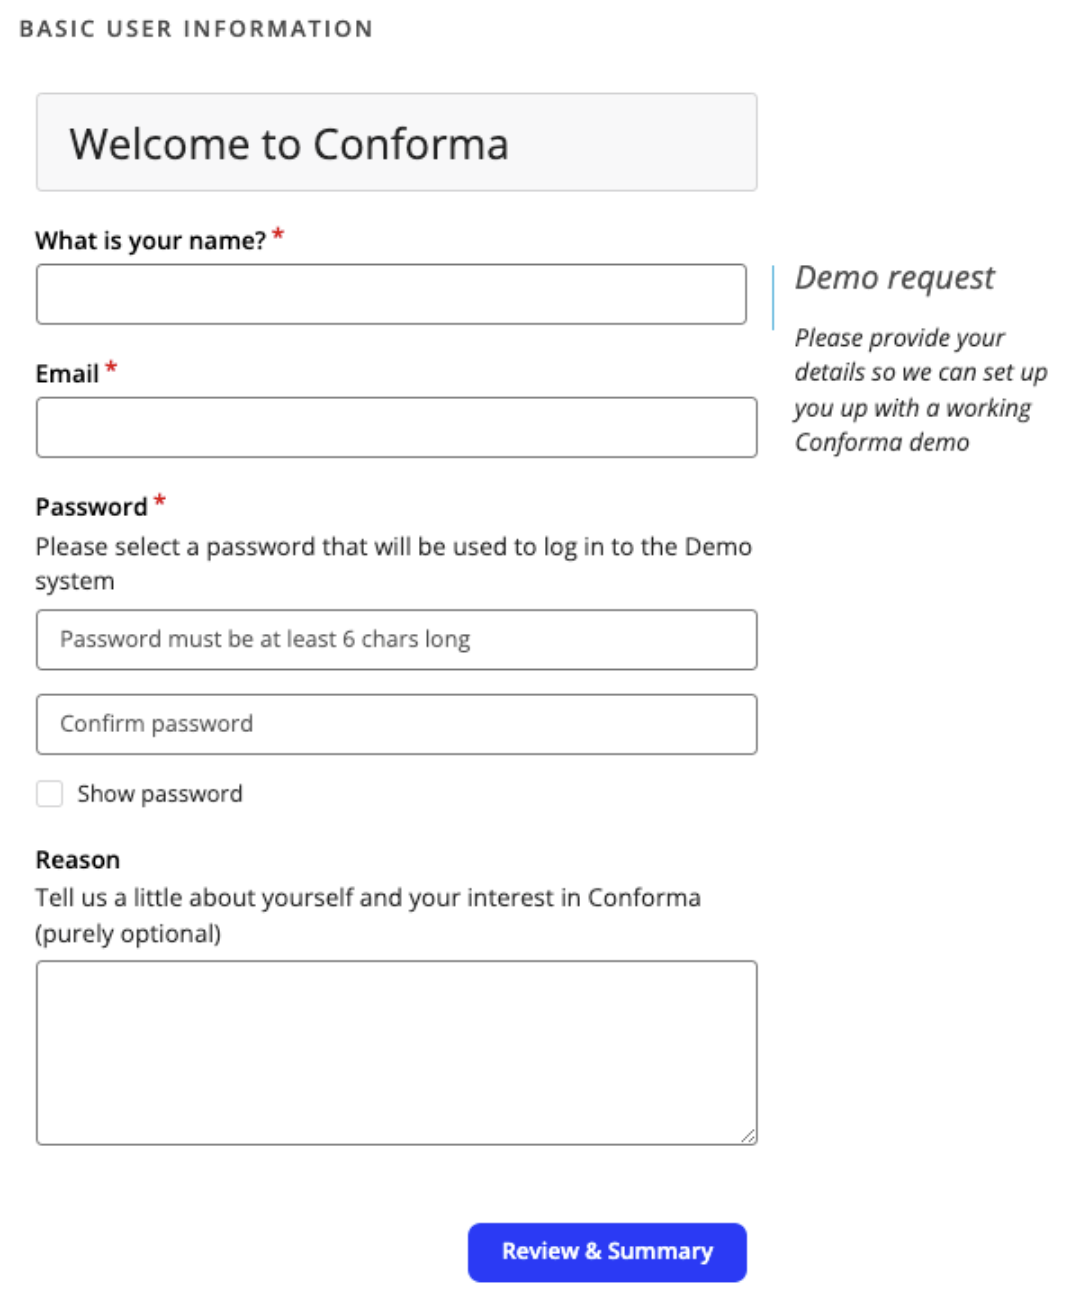 BASIC USER INFORMATION
Welcome to Conforma
What is your name? *
Demo request
Please provide your
details so we can set up
you up with a working
Conforma demo
Email *
Password *
Please select a password that will be used to log in to the Demo
system
Password must be at least 6 chars long
Confirm password
Show password
Reason
Tell us a little about yourself and your interest in Conforma
(purely optional)
Review & Summary